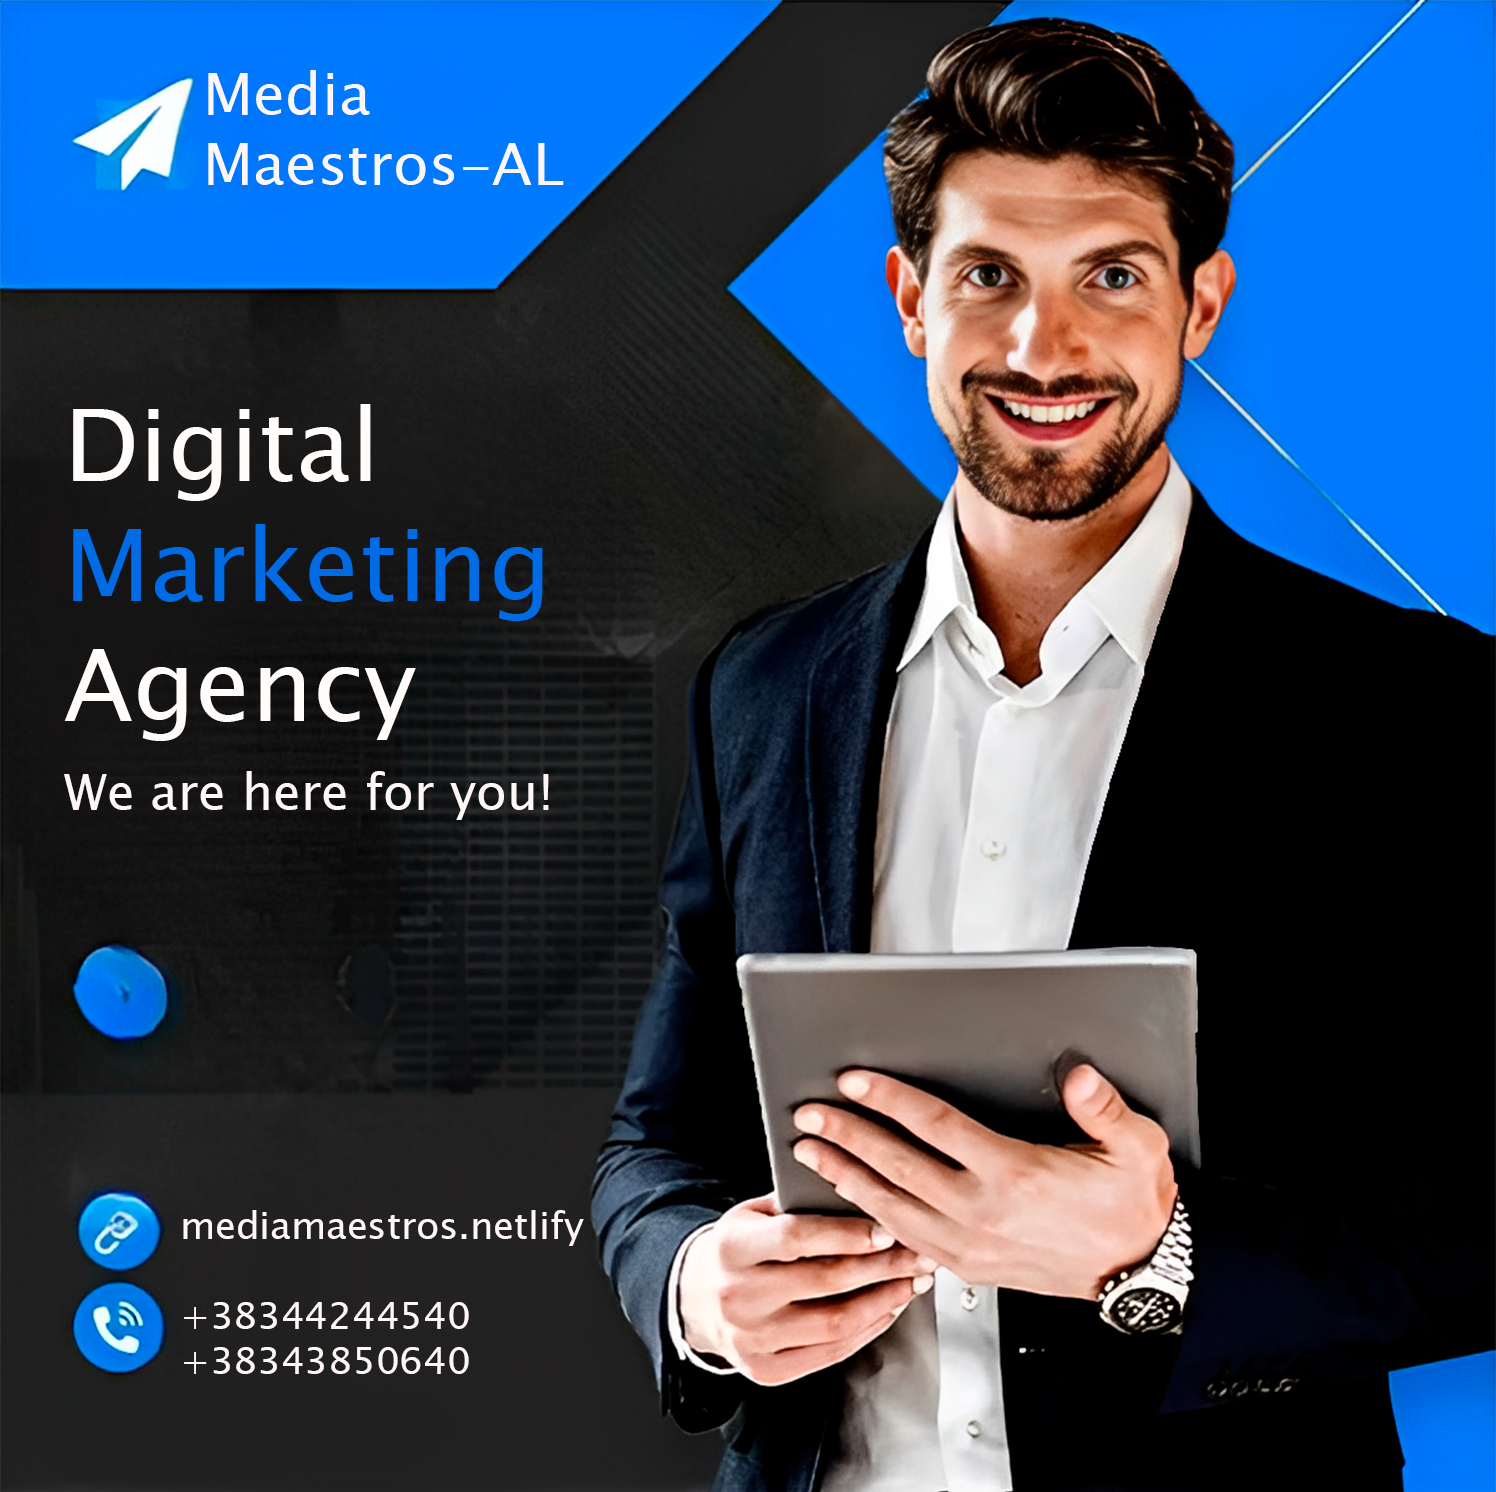 Media
Maestros-AL
Digital
Marketing
Agency
We are here for you!
mediamaestros.netlify
+38344244540
+38343850640